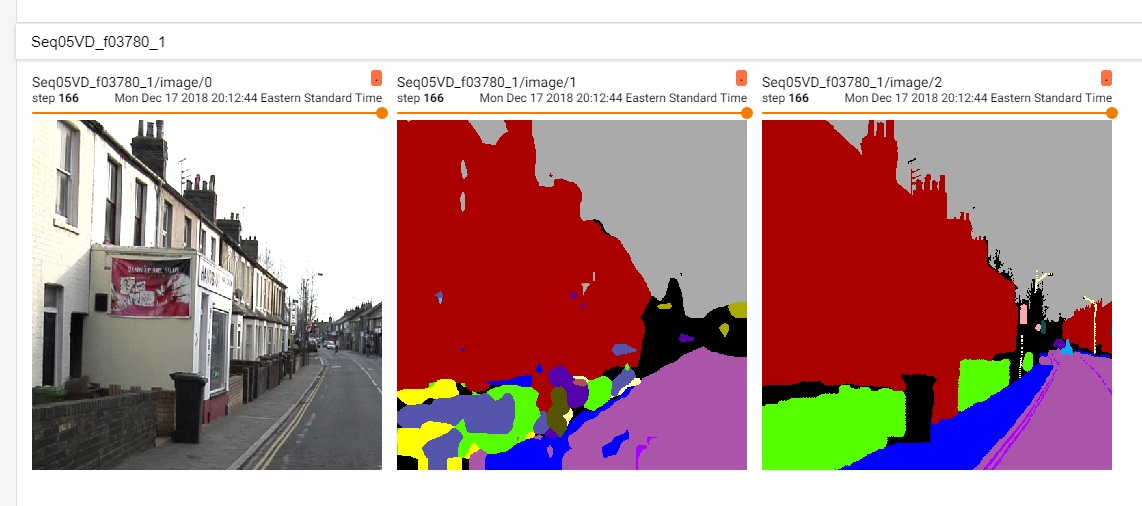 Seq05VD_f03780_1
Seq05VD_f03780_1/image/0
step 166 Mon Dec 17 2018 20:12:44 Eastern Standard Time
Seq05VD_f03780_1/image/1
step 166 Mon Dec 17 2018 20:12:44 Eastern Standard Time
Seq05VD_f03780_1/image/2
step 166 Mon Dec 17 2018 20:12:44 Eastern Standard Time